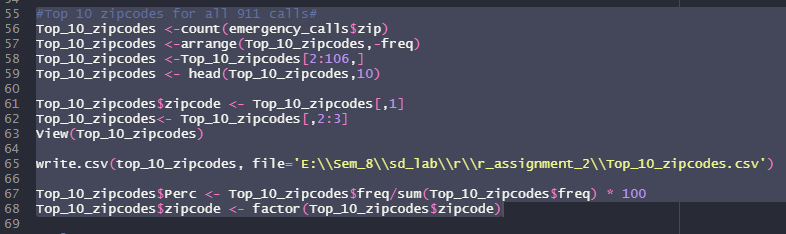 55 #Top 10 zipcodes for all 911 calls#
56 Top_10_zipcodes <-count(emergency_calls$zip)
57 Top_10_zipcodes <-arrange(Top_10_zipcodes,-freq)
58 Top_10_zipcodes <-Top_10_zipcodes[2:106,]
59 Top_10_zipcodes <- head(Top_10_zipcodes,10)
60
61 Top_10_zipcodes$zipcode <- Top_10_zipcodes[,1]
62 Top_10_zipcodes<- Top_10_zipcodes[,2:3]
63 View(Top_10_zipcodes)
64
65 write.csv(top_10_zipcodes, file='E:\\Sem_8\\sd_lab\\r\\r_assignment_2\\Top_10_zipcodes.csv')
66
67 Top_10_zipcodes$Perc <- Top_10_zipcodes$freq/sum(Top_10_zipcodes$freq) * 100
68 Top_10_zipcodes$zipcode <- factor(Top_10_zipcodes$zipcode)
69